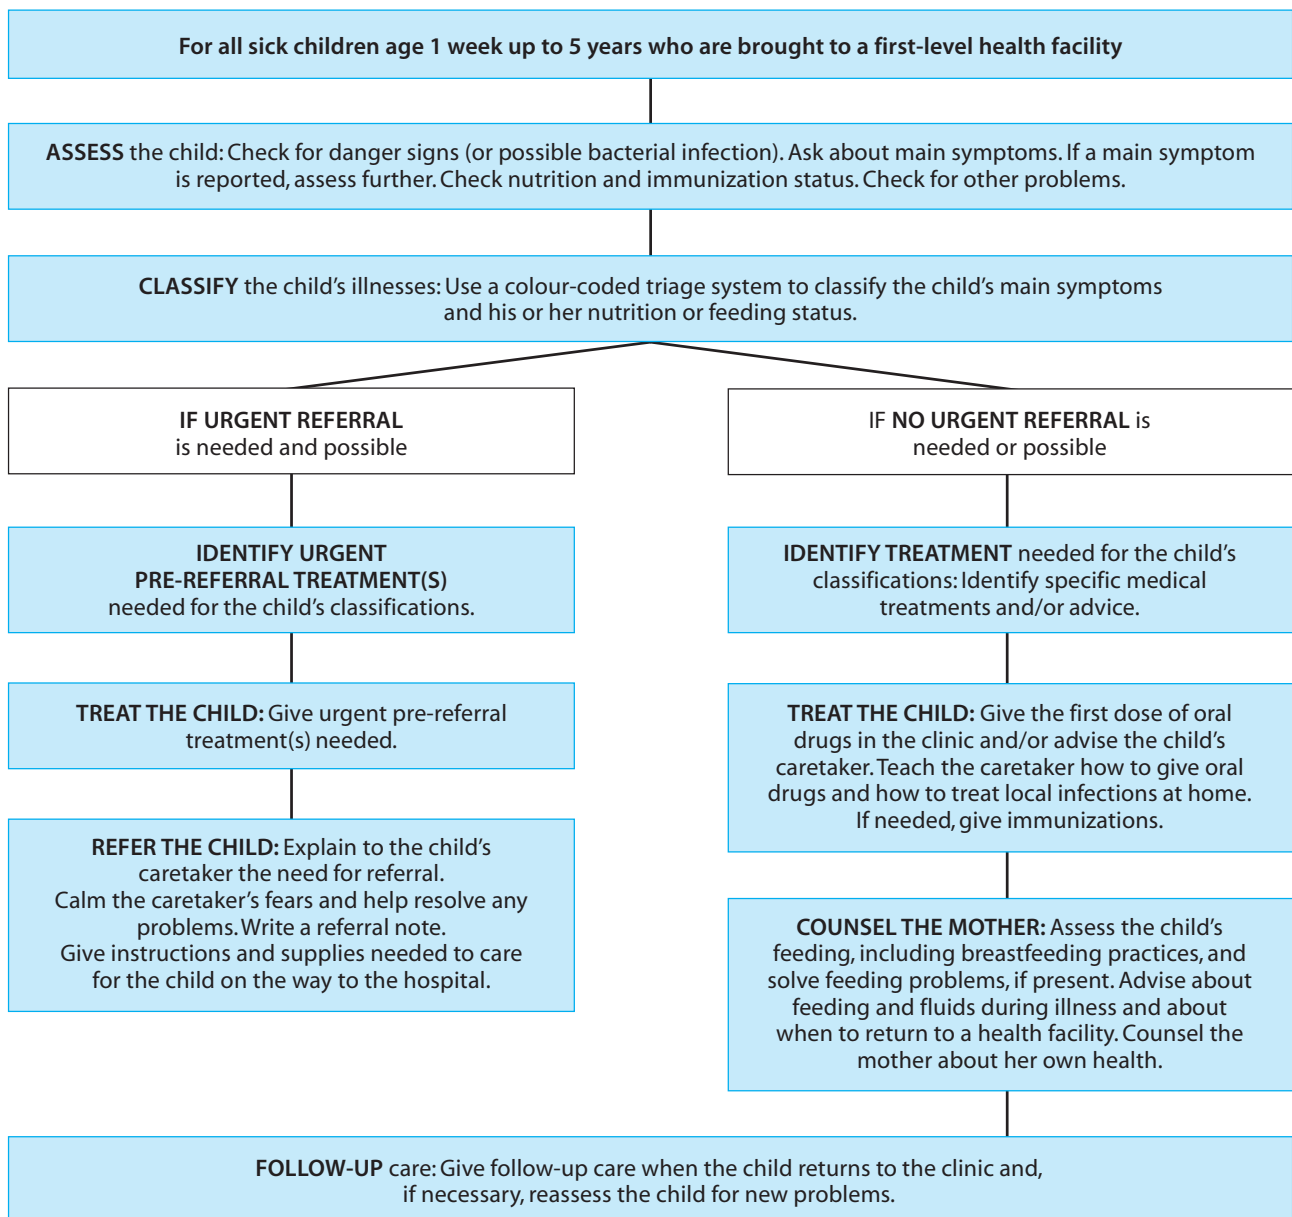 For all sick children age 1 week up to 5 years who are brought to a first-level health facility
ASSESS the child: Check for danger signs (or possible bacterial infection). Ask about main symptoms. If a main symptom
is reported, assess further. Check nutrition and immunization status. Check for other problems.
CLASSIFY the child's illnesses: Use a colour-coded triage system to classify the child's main symptoms
and his or her nutrition or feeding status.
IF URGENT REFERRAL
is needed and possible
IDENTIFY URGENT
PRE-REFERRAL TREATMENT(S)
needed for the child's classifications.
TREAT THE CHILD: Give urgent pre-referral
treatment(s) needed.
REFER THE CHILD: Explain to the child's
caretaker the need for referral.
Calm the caretaker's fears and help resolve any
problems. Write a referral note.
Give instructions and supplies needed to care
for the child on the way to the hospital.
IF NO URGENT REFERRAL is
needed or possible
IDENTIFY TREATMENT needed for the child's
classifications: Identify specific medical
treatments and/or advice.
TREAT THE CHILD: Give the first dose of oral
drugs in the clinic and/or advise the child's
caretaker. Teach the caretaker how to give oral
drugs and how to treat local infections at home.
If needed, give immunizations.
COUNSEL THE MOTHER: Assess the child's
feeding, including breastfeeding practices, and
solve feeding problems, if present. Advise about
feeding and fluids during illness and about
when to return to a health facility. Counsel the
mother about her own health.
FOLLOW-UP care: Give follow-up care when the child returns to the clinic and,
if necessary, reassess the child for new problems.